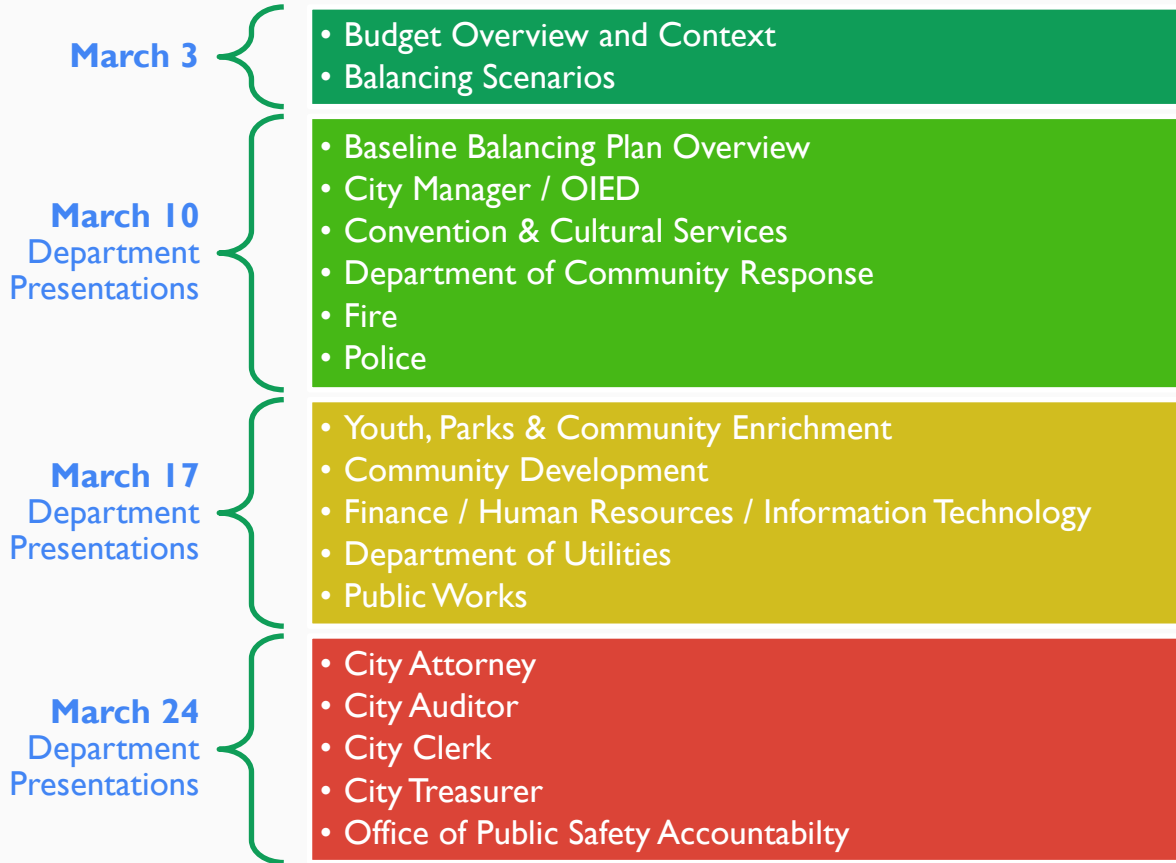 March 3
• Budget Overview and Context
• Balancing Scenarios
March 10
Department
Presentations
• Baseline Balancing Plan Overview
• City Manager / OIED
• Convention & Cultural Services
• Department of Community Response
• Fire
• Police
March 17
Department
Presentations
• Youth, Parks & Community Enrichment
• Community Development
• Finance / Human Resources / Information Technology
• Department of Utilities
• Public Works
March 24
Department
Presentations
• City Attorney
• City Auditor
• City Clerk
• City Treasurer
• Office of Public Safety Accountabilty